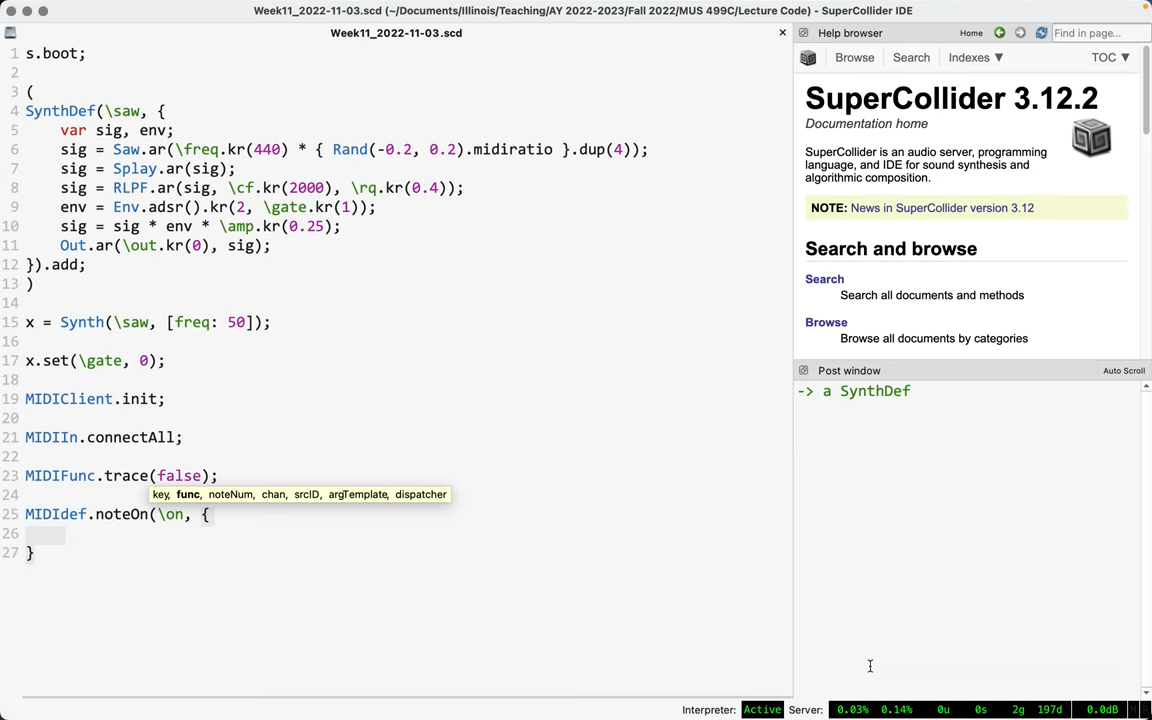 Week11_2022-11-03.scd (~/Documents/Illinois/Teaching/AY 2022-2023/Fall 2022/MUS 499C/Lecture Code) - SuperCollider IDE
Week11_2022-11-03.scd
1 s.boot;
2
3 (
4 SynthDef(\saw, {
5 var sig, env;
6 sig = Saw.ar(\freq.kr(440) * { Rand(-0.2, 0.2).midiratio }.dup(4));
7 sig = Splay.ar(sig);
8 sig = RLPF.ar(sig, \cf.kr(2000), \rq.kr(0.4));
9 env = Env.adsr().kr(2, \gate.kr(1));
10 sig = sig * env * \amp.kr(0.25);
11 Out.ar(\out.kr(0), sig);
12 }).add;
13 )
14
15 x = Synth(\saw, [freq: 50]);
16
17 x.set(\gate, 0);
18
19 MIDIClient.init;
20
21 MIDIIn.connectAll;
22
23 MIDIFunc.trace(false);
24
key, func, noteNum, chan, srcID, argTemplate, dispatcher
25 MIDIdef.noteOn(\on, {
26
27 }
Help browser
Home
Find in page...
Browse
Search
Indexes ▼
TOC ▼
SuperCollider 3.12.2
Documentation home
SuperCollider is an audio server, programming
language, and IDE for sound synthesis and
algorithmic composition.
NOTE: News in SuperCollider version 3.12
Search and browse
Search
Search all documents and methods
Browse
Browse all documents by categories
Post window
Auto Scroll
-> a SynthDef
Interpreter: Active Server: 0.03% 0.14% 0u 0s 2g 197d 0.0dB M R